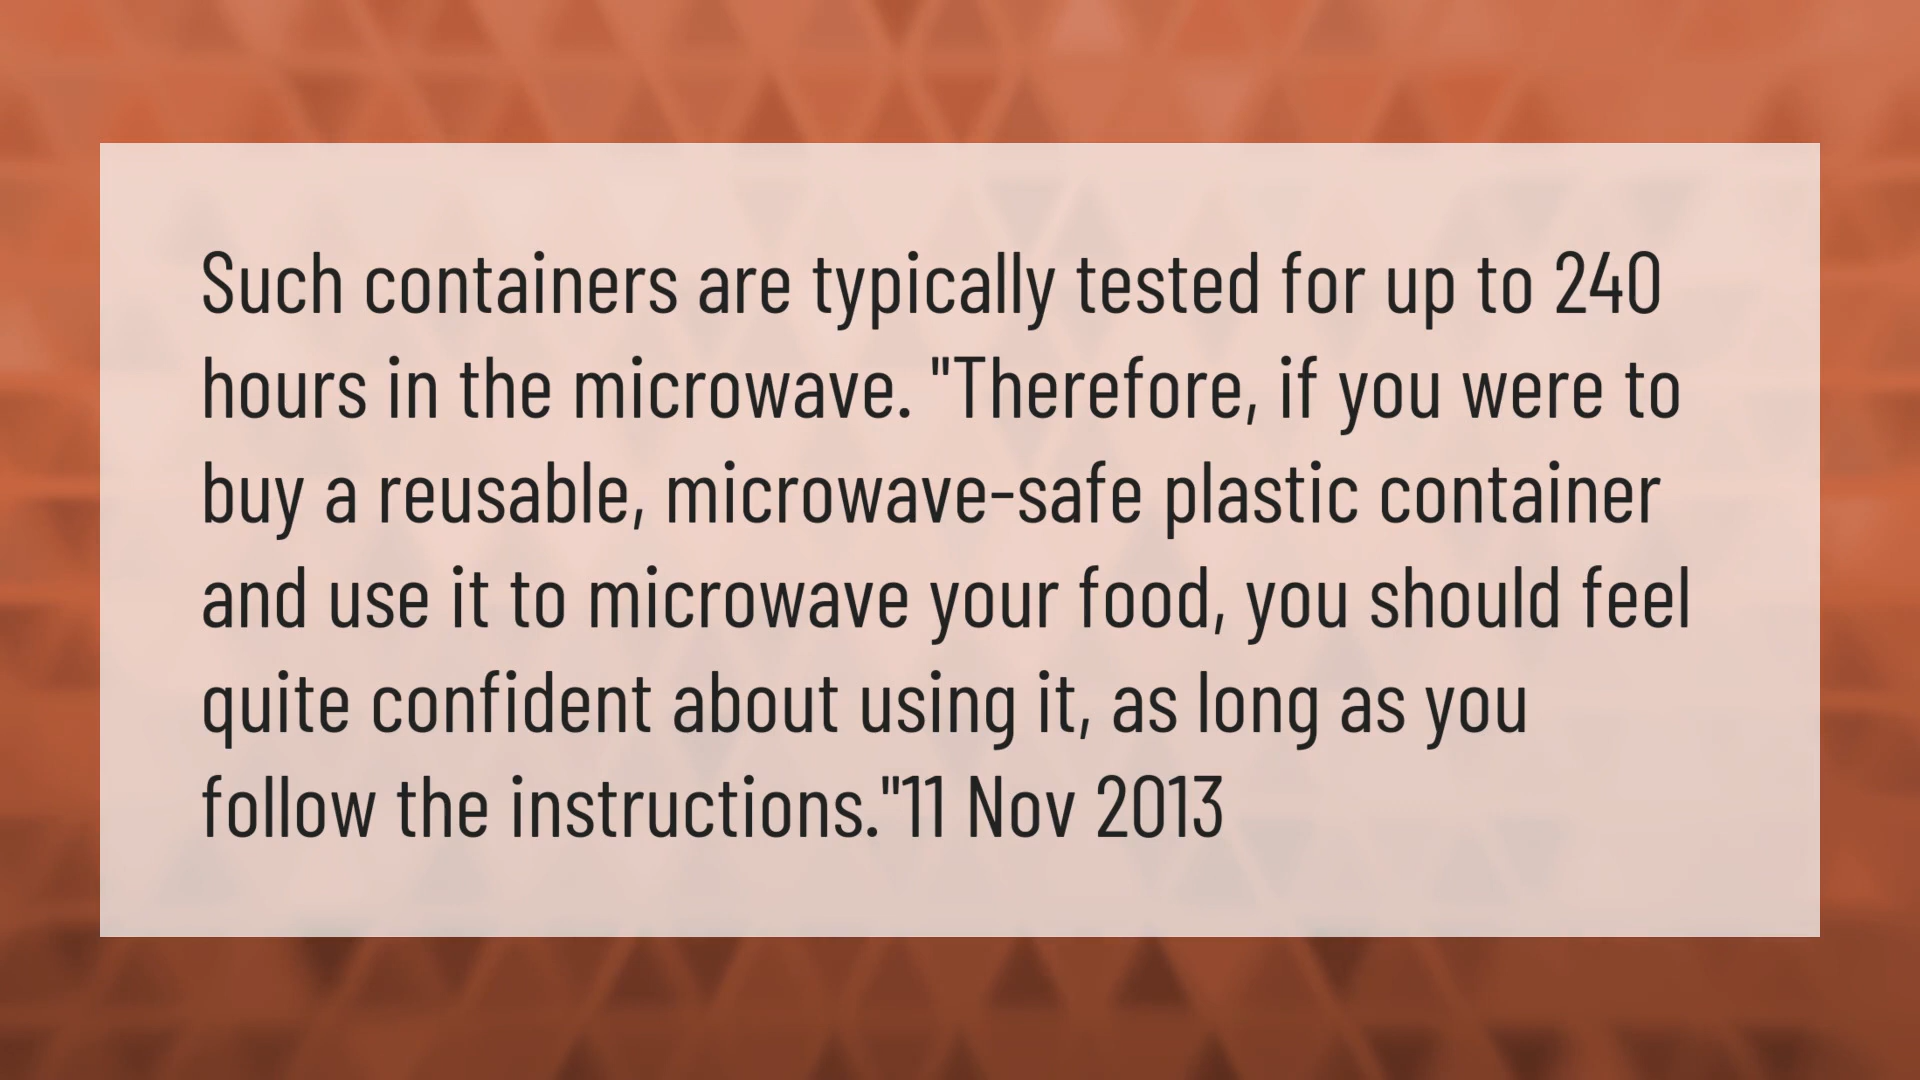 Such containers are typically tested for up to 240
hours in the microwave. "Therefore, if you were to
buy a reusable, microwave-safe plastic container
and use it to microwave your food, you should feel
quite confident about using it, as long as you
follow the instructions."11 Nov 2013